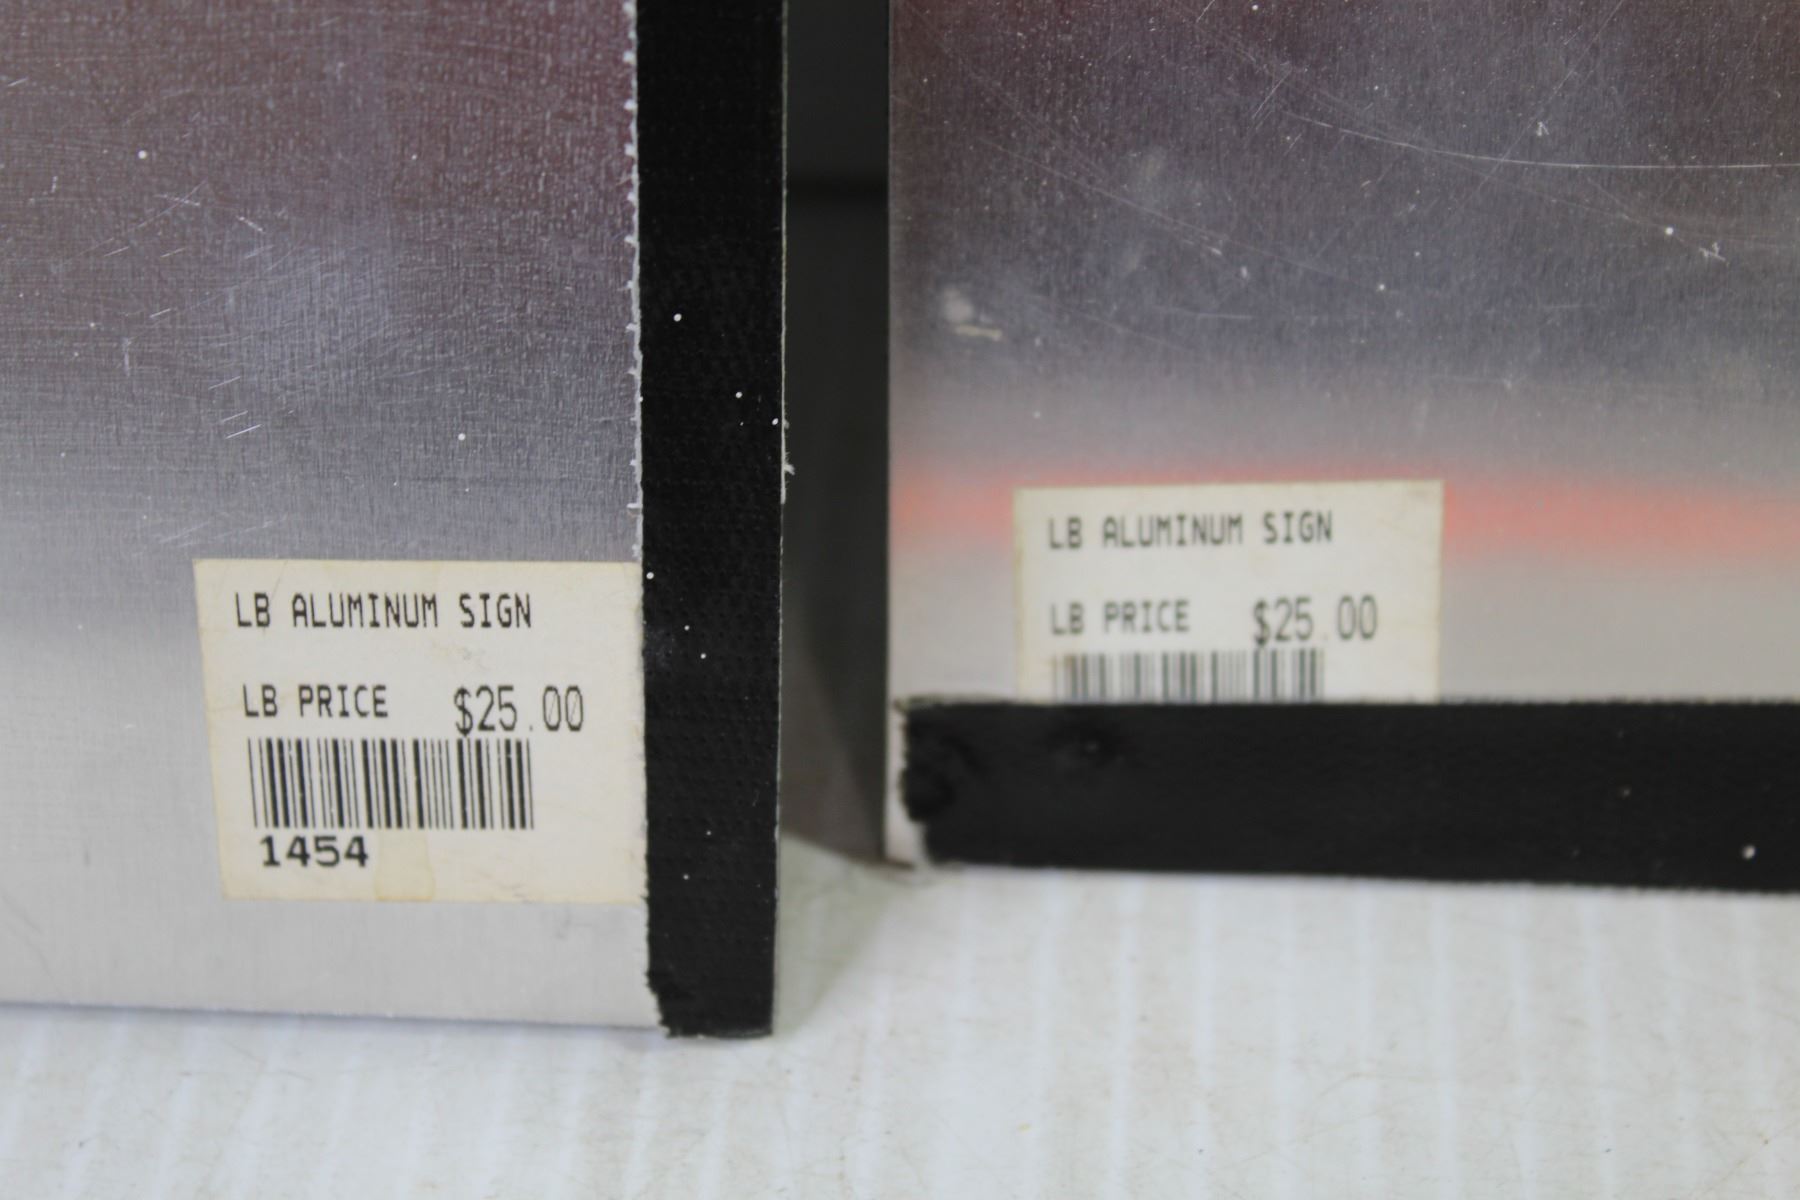 LB ALUMINUM SIGN
LB PRICE $25.00
1454
LB ALUMINUM SIGN
LB PRICE $25.00